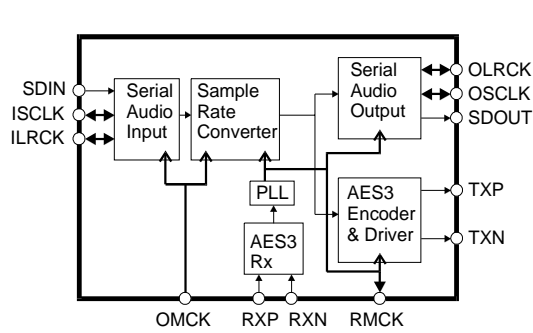 SDIN
ISCLK
ILRCK
Serial
Audio
Input
Sample
Rate
Converter
Serial
Audio
Output
OLRCK
OSCLK
SDOUT
PLL
AES3
Rx
AES3
Encoder
& Driver
TXP
TXN
OMCK
RXP
RXN
RMCK